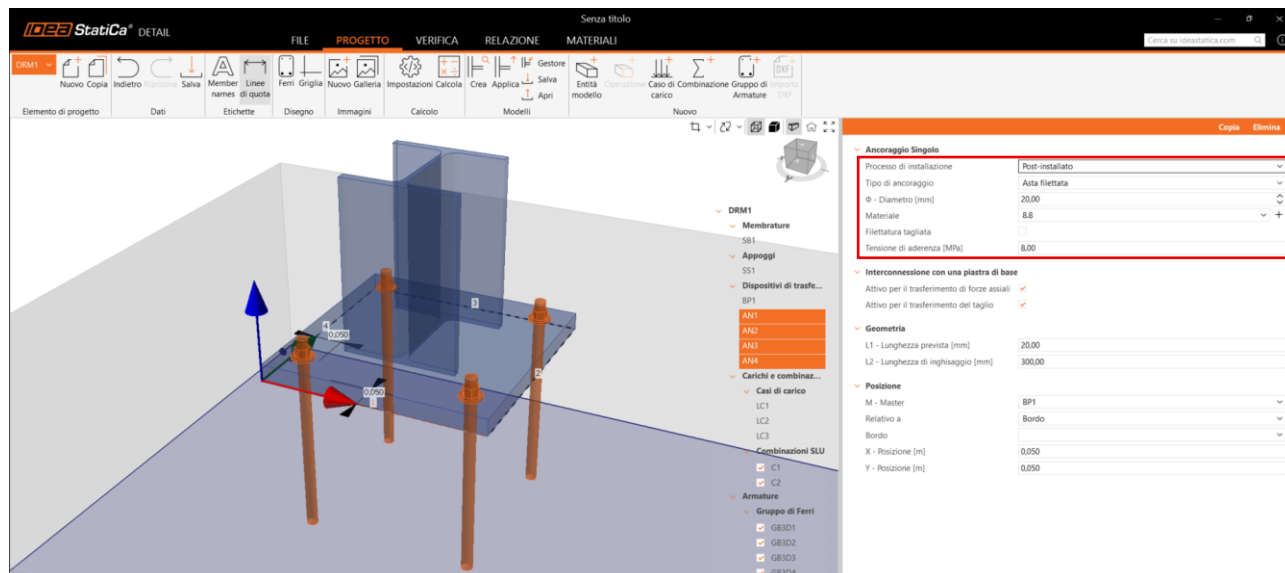 Senza titolo
IDEA StatiCa® DETAIL
FILE PROGETTO VERIFICA RELAZIONE MATERIALI
Cerca su ideastatica.com
DRM1
Nuovo Copia Indietro Ripristina Salva Member names Linee di quota Ferri Griglia Nuovo Galleria Impostazioni Calcola Crea Applica Gestore Salva Apri Entità modello Operazione Caso di carico Combinazione Gruppo di Armature Importa DXF
Elemento di progetto Dati Etichette Disegno Immagini Calcolo Modelli Nuovo
Copia Elimina
DRM1
Membrature
SB1
Appoggi
SS1
Dispositivi di trasfe...
BP1
AN1
AN2
AN3
AN4
Carichi e combinaz...
Casi di carico
LC1
LC2
LC3
Combinazioni SLU
C1
C2
Armature
Gruppo di Ferri
GB3D1
GB3D2
GB3D3
GB3D4
3
4
0,050
2
0,050
Ancoraggio Singolo
Processo di installazione Post-installato
Tipo di ancoraggio Asta filettata
Φ - Diametro [mm] 20,00
Materiale 8.8
Filettatura tagliata
Tensione di aderenza [MPa] 8,00
Interconnessione con una piastra di base
Attivo per il trasferimento di forze assiali
Attivo per il trasferimento del taglio
Geometria
L1 - Lunghezza prevista [mm] 20,00
L2 - Lunghezza di inghisaggio [mm] 300,00
Posizione
M - Master BP1
Relativo a Bordo
Bordo
X - Posizione [m] 0,050
Y - Posizione [m] 0,050